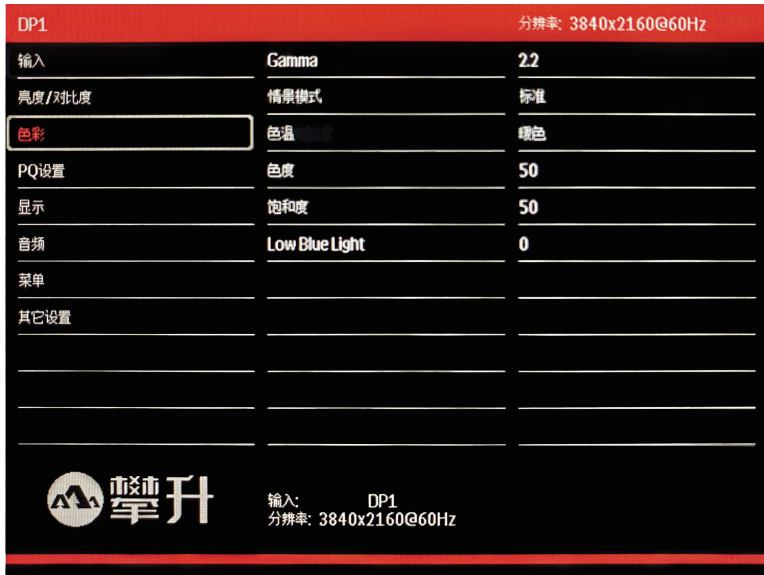 DP1 分辨率: 3840x2160@60Hz
输入 Gamma 2.2
亮度/对比度 情景模式 标准
色彩 色温 暖色
PQ设置 色度 50
显示 饱和度 50
音频 Low Blue Light 0
菜单
其它设置
攀升
输入: DP1
分辨率: 3840x2160@60Hz